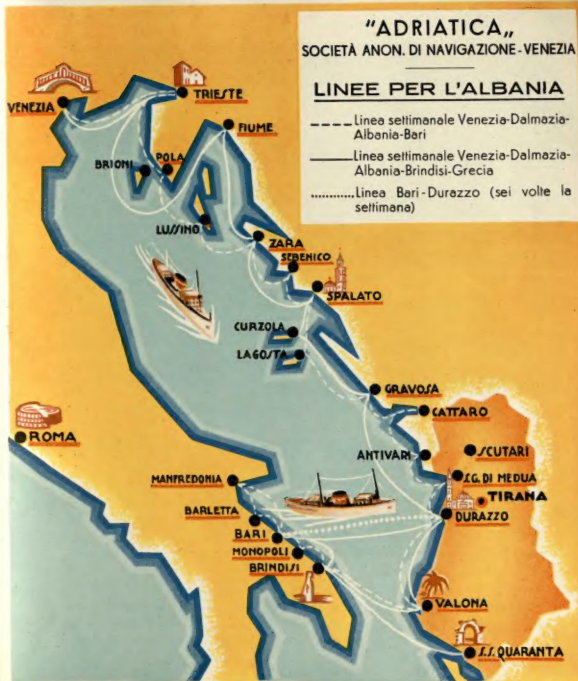 "ADRIATICA„
SOCIETÀ ANON. DI NAVIGAZIONE - VENEZIA
LINEE PER L'ALBANIA
Linea settimanale Venezia-Dalmazia-
Albania-Bari
Linea settimanale Venezia-Dalmazia-
Albania-Brindisi-Grecia
Linea Bari-Durazzo (sei volte la
settimana)
VENEZIA
TRIESTE
FIUME
BRIONI
POLA
LUSSINO
ZARA
SEBENICO
SPALATO
CURZOLA
LAGOSTA
GRAVOSA
CATTARO
ROMA
ANTIVARI
SCUTARI
MANFREDONIA
S.G. DI MEDUA
TIRANA
BARLETTA
DURAZZO
BARI
MONOPOLI
BRINDISI
VALONA
S.S. QUARANTA